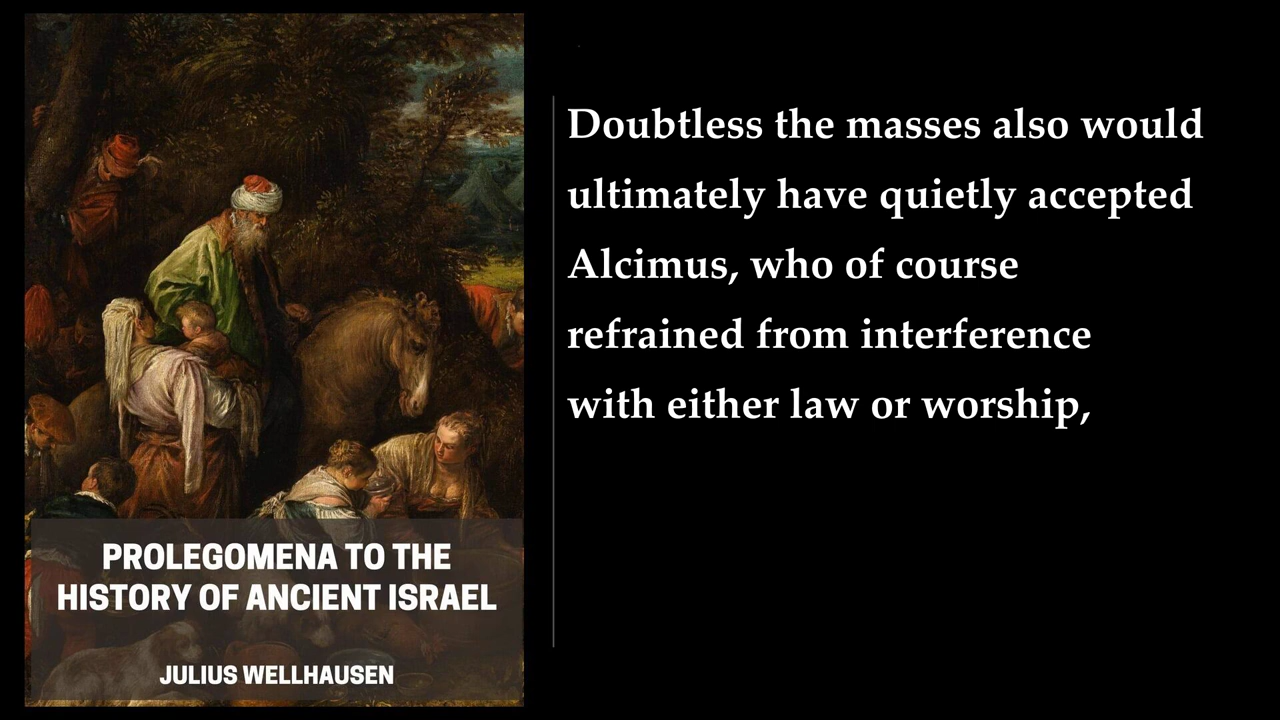 PROLEGOMENA TO THE
HISTORY OF ANCIENT ISRAEL
JULIUS WELLHAUSEN
Doubtless the masses also would
ultimately have quietly accepted
Alcimus, who of course
refrained from interference
with either law or worship,